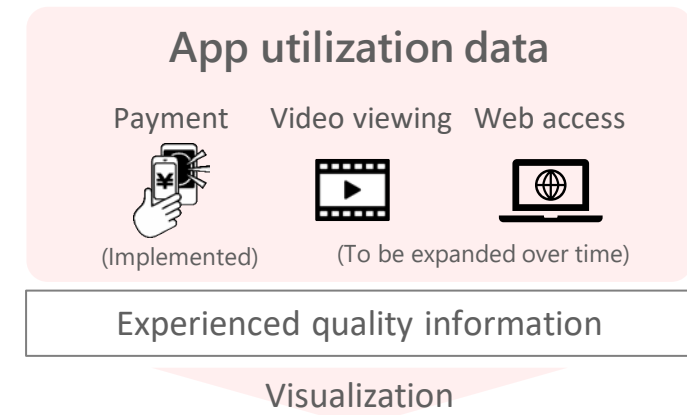 App utilization data
Payment Video viewing Web access
¥
(Implemented) (To be expanded over time)
Experienced quality information
Visualization